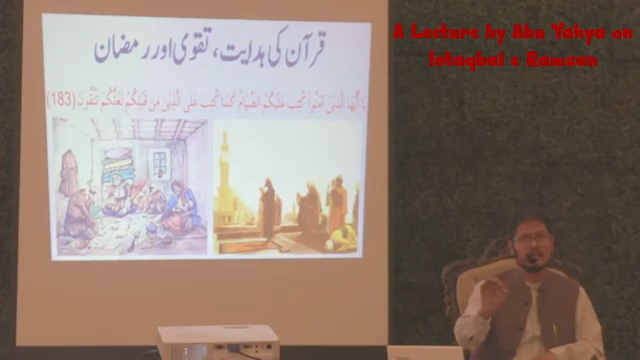 A Lecture by Abu Yahya on
Istaqbal e Ramzan
قرآن کی ہدایت، تقوی اور رمضان
يَا أَيُّهَا الَّذِينَ آمَنُواْ كُتِبَ عَلَيْكُمُ الصِّيَامُ كَمَا كُتِبَ عَلَى الَّذِينَ مِن قَبْلِكُمْ لَعَلَّكُمْ تَتَّقُونَ (183)